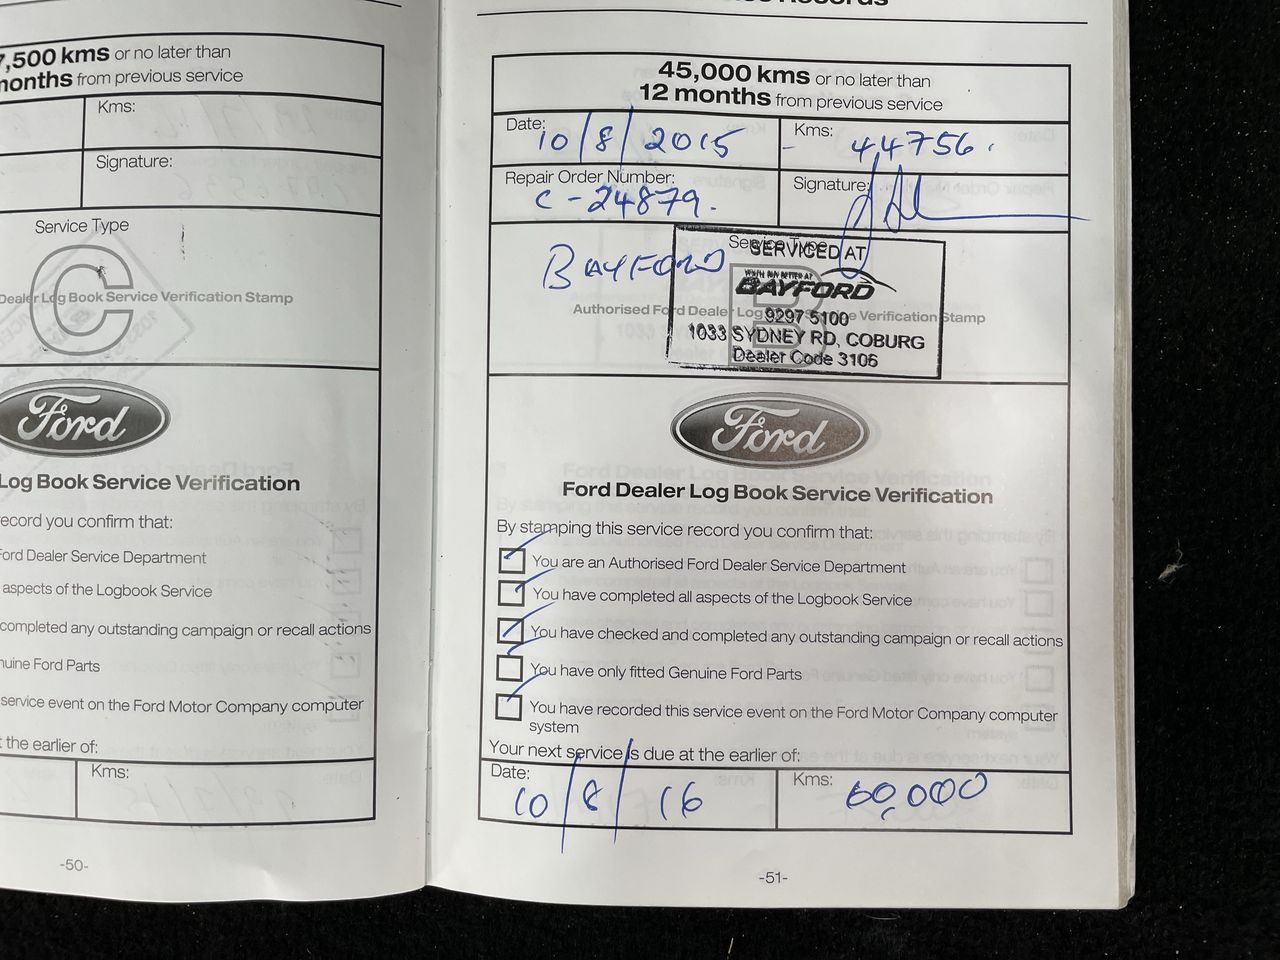 7,500 kms or no later than
months from previous service
Kms:
Signature:
Service Type
C
Dealer Log Book Service Verification Stamp
Ford
Log Book Service Verification
record you confirm that:
Ford Dealer Service Department
aspects of the Logbook Service
completed any outstanding campaign or recall actions
nuine Ford Parts
service event on the Ford Motor Company computer
t the earlier of:
Kms:
-50-
Records
45,000 kms or no later than
12 months from previous service
Date: 10/8/2015
Kms: 44756.
Repair Order Number:
C-24879.
Signature:
Service Type
BAYFORD
B
SERVICED AT
BAYFORD
9297 5100
1033 SYDNEY RD, COBURG
Dealer Code 3106
Authorised Ford Dealer Log Book Service Verification Stamp
Ford
Ford Dealer Log Book Service Verification
By stamping this service record you confirm that:
You are an Authorised Ford Dealer Service Department
You have completed all aspects of the Logbook Service
You have checked and completed any outstanding campaign or recall actions
You have only fitted Genuine Ford Parts
You have recorded this service event on the Ford Motor Company computer
system
Your next service is due at the earlier of:
Date: 10/8/16
Kms: 60,000
-51-